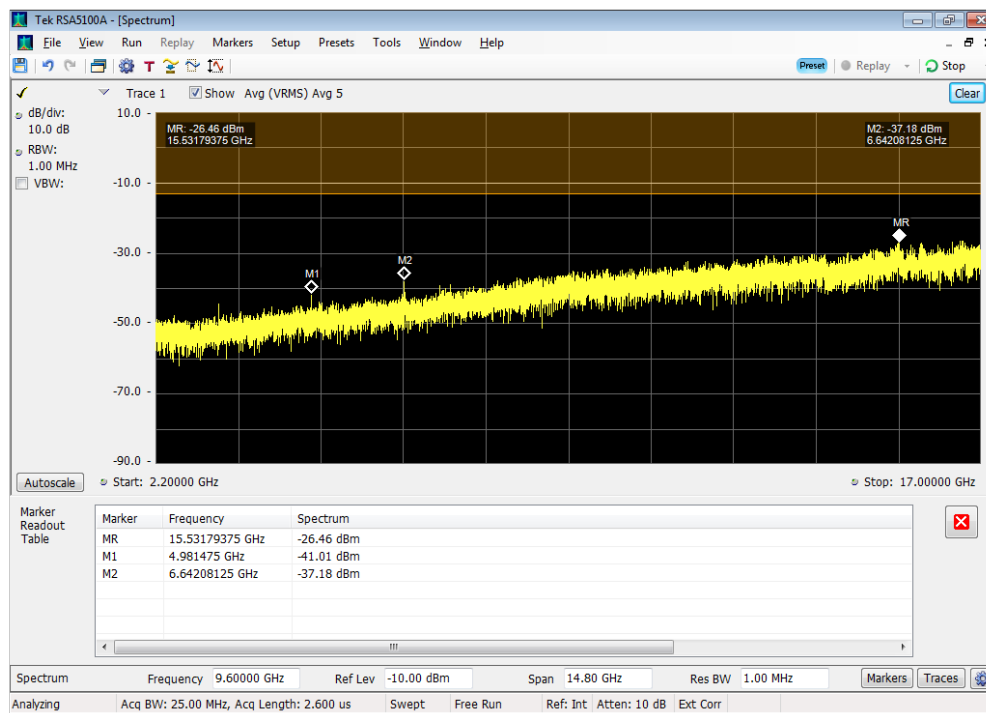 Tek RSA5100A - [Spectrum]
File View Run Replay Markers Setup Presets Tools Window Help
Preset Replay Stop
Trace 1 Show Avg (VRMS) Avg 5 Clear
dB/div:
10.0 dB
RBW:
1.00 MHz
VBW:
10.0 -
-10.0 -
-30.0 -
-50.0 -
-70.0 -
-90.0 -
MR: -26.46 dBm
15.53179375 GHz
M2: -37.18 dBm
6.64208125 GHz
MR
M2
M1
Autoscale Start: 2.20000 GHz Stop: 17.00000 GHz
Marker
Readout
Table
Marker Frequency Spectrum
MR 15.53179375 GHz -26.46 dBm
M1 4.981475 GHz -41.01 dBm
M2 6.64208125 GHz -37.18 dBm
Spectrum Frequency 9.60000 GHz Ref Lev -10.00 dBm Span 14.80 GHz Res BW 1.00 MHz Markers Traces
Analyzing Acq BW: 25.00 MHz, Acq Length: 2.600 us Swept Free Run Ref: Int Atten: 10 dB Ext Corr